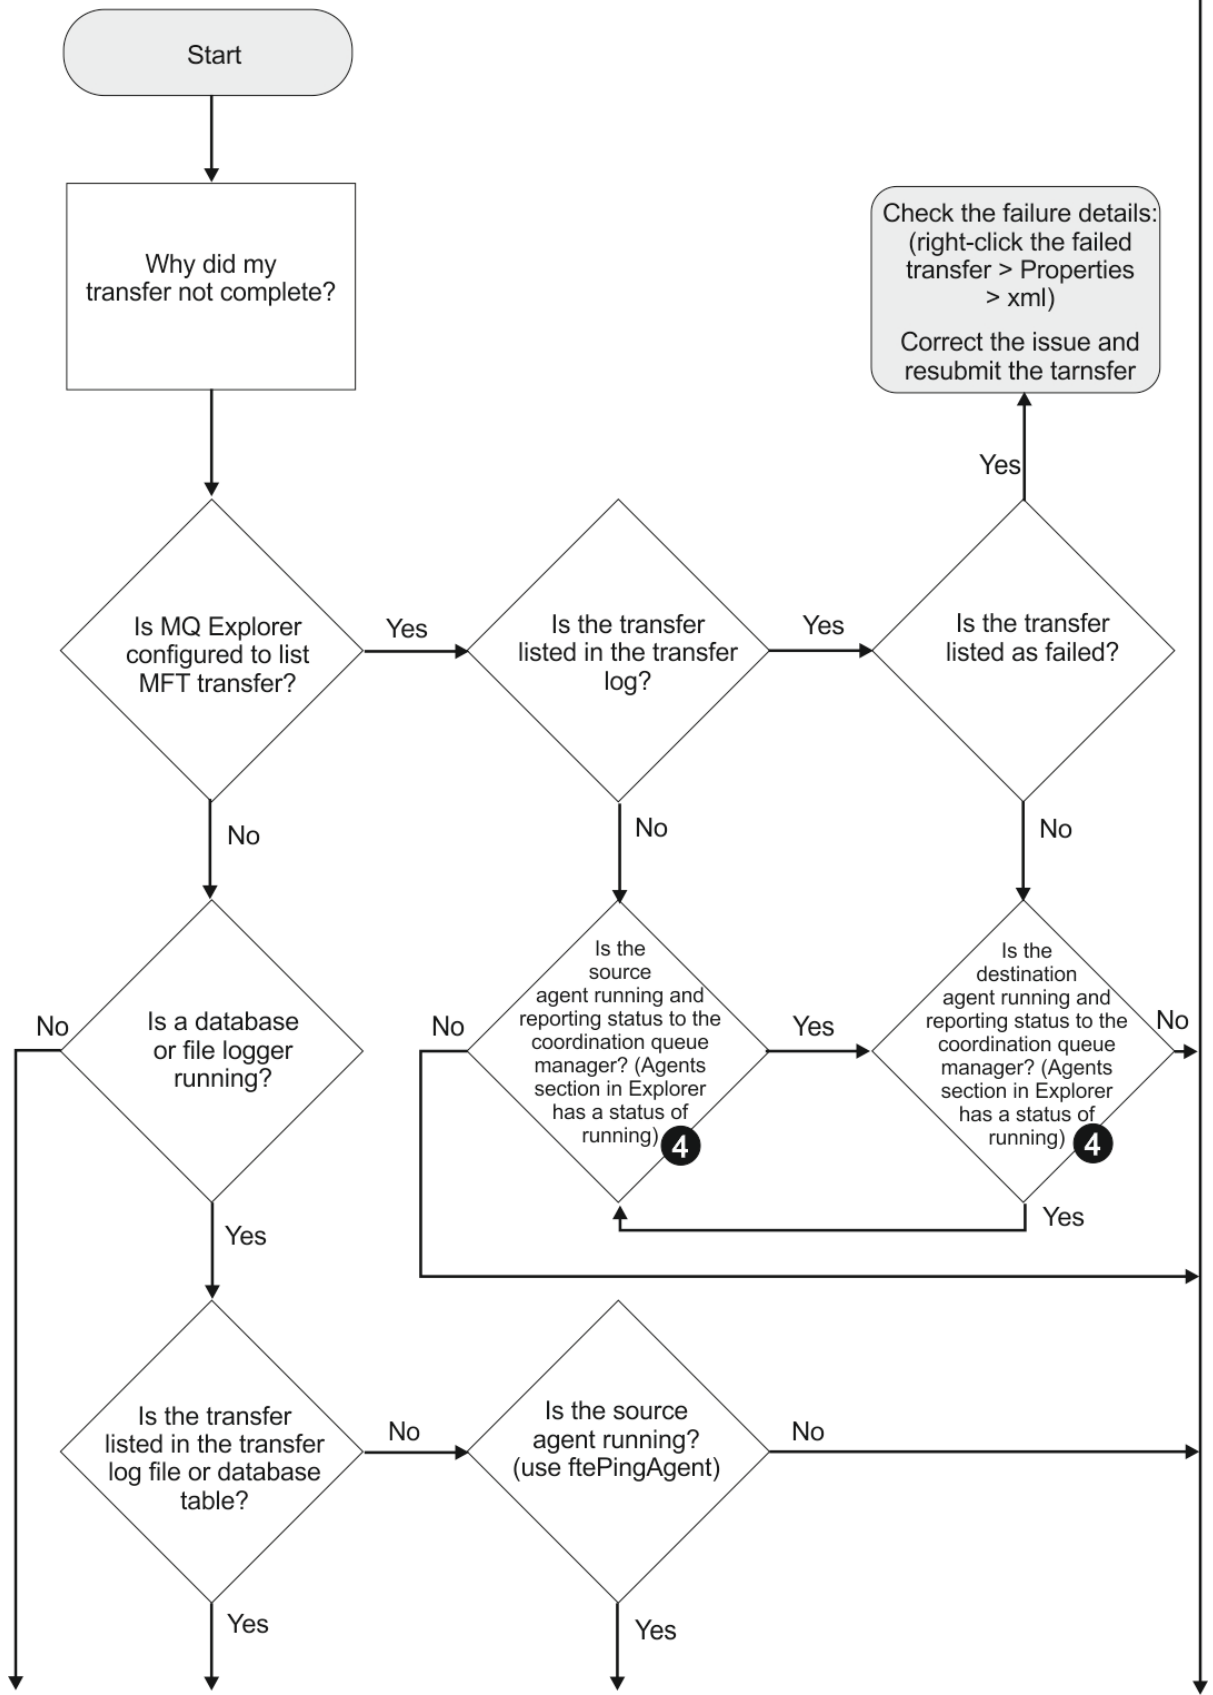 Start
Why did my
transfer not complete?
Check the failure details:
(right-click the failed
transfer > Properties
> xml)
Correct the issue and
resubmit the tarnsfer
Yes
Is MQ Explorer
configured to list
MFT transfer?
Yes
Is the transfer
listed in the transfer
log?
Yes
Is the transfer
listed as failed?
No
No
No
No
Is a database
or file logger
running?
No
Is the
source
agent running and
reporting status to the
coordination queue
manager? (Agents
section in Explorer
has a status of
running)
4
Yes
Is the
destination
agent running and
reporting status to the
coordination queue
manager? (Agents
section in Explorer
has a status of
running)
4
No
Yes
Yes
Is the transfer
listed in the transfer
log file or database
table?
No
Is the source
agent running?
(use ftePingAgent)
No
Yes
Yes